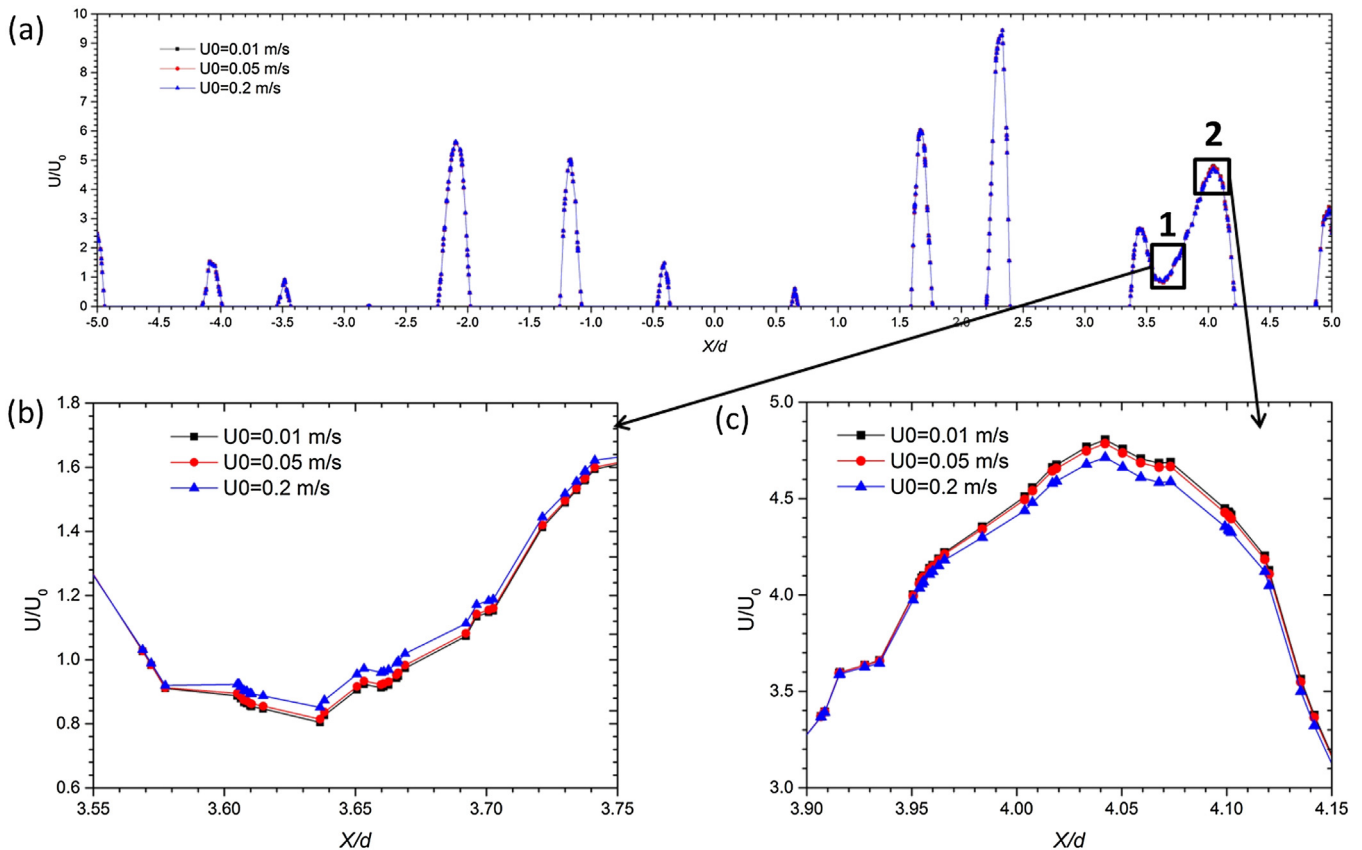 (a)
10
9
8
7
6
5
4
3
2
1
0
U/U0
U0=0.01 m/s
U0=0.05 m/s
U0=0.2 m/s
1
2
-5.0 -4.5 -4.0 -3.5 -3.0 -2.5 -2.0 -1.5 -1.0 -0.5 0.0 0.5 1.0 1.5 2.0 2.5 3.0 3.5 4.0 4.5 5.0
X/d
(b)
1.8
1.6
1.4
1.2
1.0
0.8
0.6
U/U0
U0=0.01 m/s
U0=0.05 m/s
U0=0.2 m/s
3.55 3.60 3.65 3.70 3.75
X/d
(c)
5.0
4.5
4.0
3.5
3.0
U/U0
U0=0.01 m/s
U0=0.05 m/s
U0=0.2 m/s
3.90 3.95 4.00 4.05 4.10 4.15
X/d